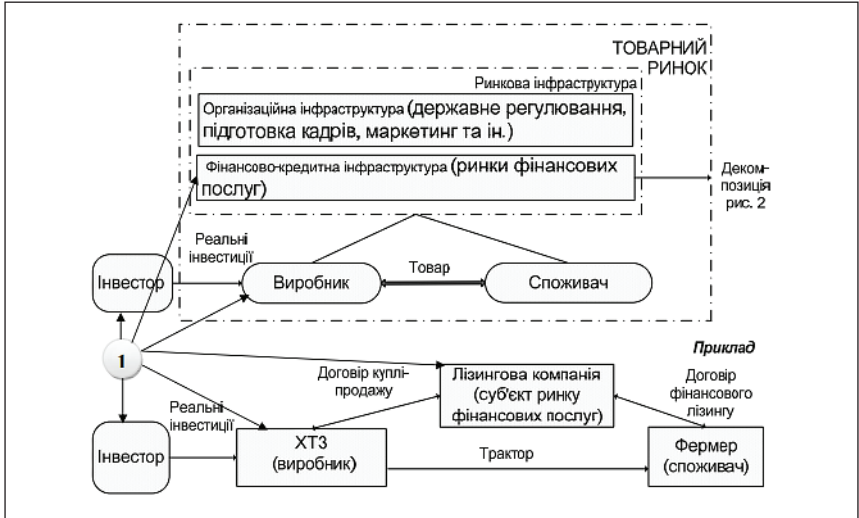 ТОВАРНИЙ
РИНОК
Ринкова інфраструктура
Організаційна інфраструктура (державне регулювання,
підготовка кадрів, маркетинг та ін.)
Фінансово-кредитна інфраструктура (ринки фінансових
послуг)
Деком-
позиція
рис. 2
Реальні
інвестиції
Інвестор
Виробник
Товар
Споживач
1
Приклад
Договір куплі-
продажу
Лізингова компанія
(суб'єкт ринку
фінансових послуг)
Договір
фінансового
лізингу
Реальні
інвестиції
Інвестор
ХТЗ
(виробник)
Трактор
Фермер
(споживач)